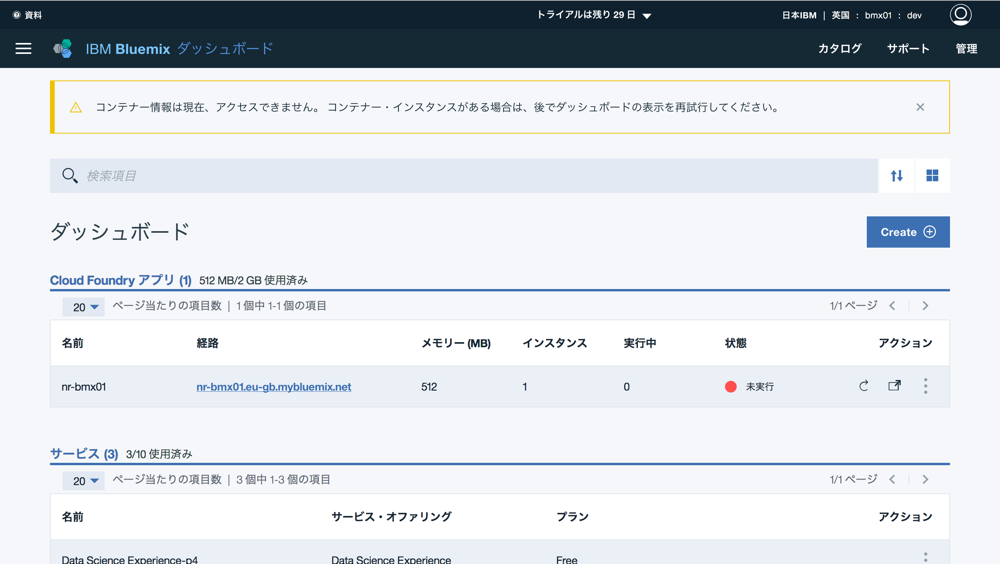 資料
トライアルは残り 29 日
日本IBM | 英国 : bmx01 : dev
IBM Bluemix ダッシュボード
カタログ サポート 管理
コンテナー情報は現在、アクセスできません。 コンテナー・インスタンスがある場合は、後でダッシュボードの表示を再試行してください。
検索項目
ダッシュボード
Create
Cloud Foundry アプリ (1) 512 MB/2 GB 使用済み
20 ページ当たりの項目数 | 1 個中 1-1 個の項目 1/1 ページ
名前 経路 メモリー (MB) インスタンス 実行中 状態 アクション
nr-bmx01 nr-bmx01.eu-gb.mybluemix.net 512 1 0 未実行
サービス (3) 3/10 使用済み
20 ページ当たりの項目数 | 3 個中 1-3 個の項目 1/1 ページ
名前 サービス・オファリング プラン アクション
Data Science Experience-p4 Data Science Experience Free